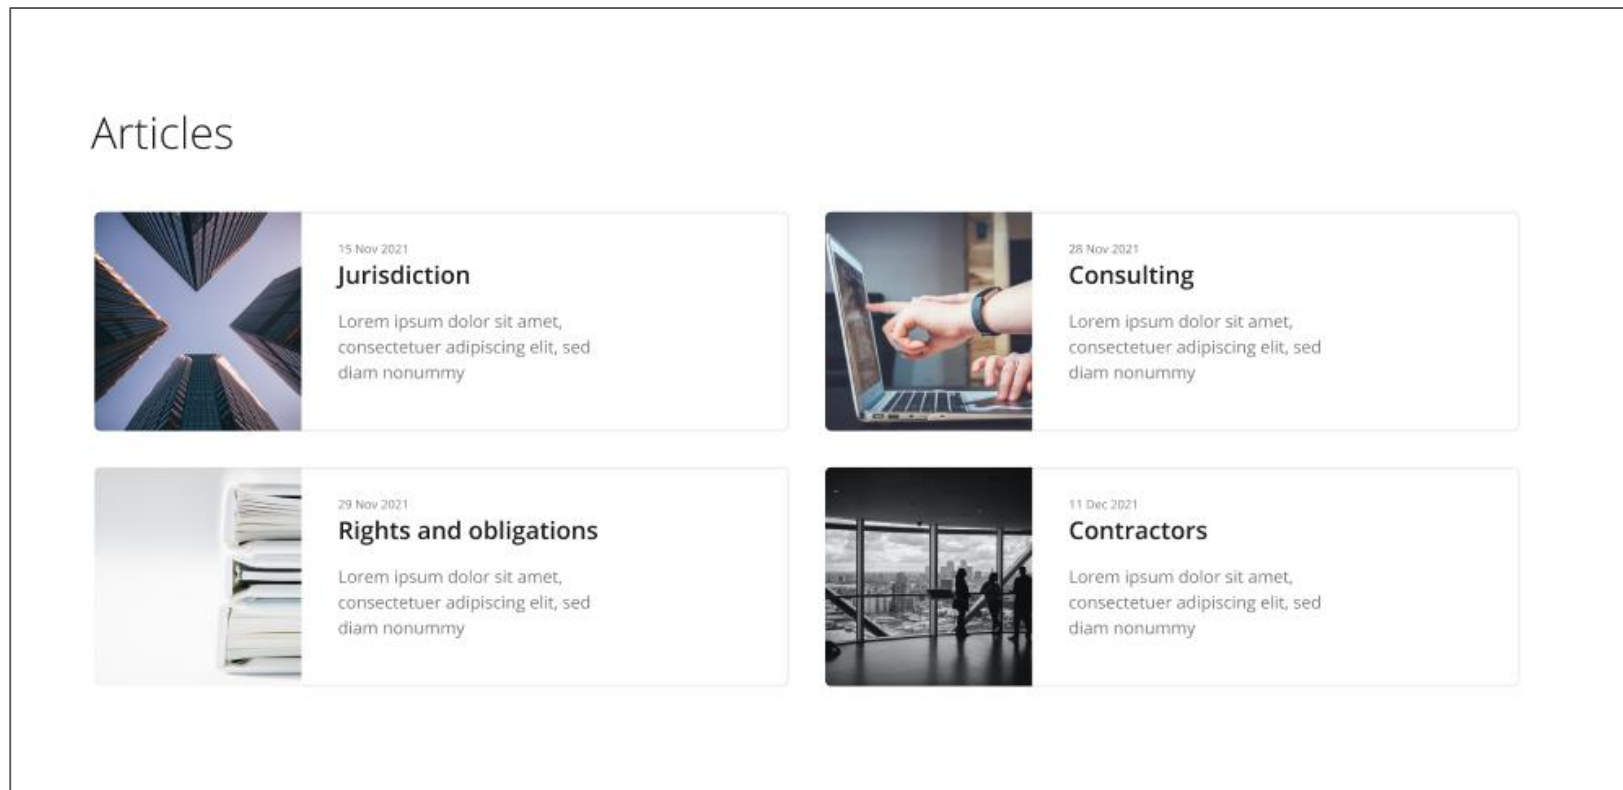 Articles
15 Nov 2021
Jurisdiction
Lorem ipsum dolor sit amet,
consectetuer adipiscing elit, sed
diam nonummy
28 Nov 2021
Consulting
Lorem ipsum dolor sit amet,
consectetuer adipiscing elit, sed
diam nonummy
29 Nov 2021
Rights and obligations
Lorem ipsum dolor sit amet,
consectetuer adipiscing elit, sed
diam nonummy
11 Dec 2021
Contractors
Lorem ipsum dolor sit amet,
consectetuer adipiscing elit, sed
diam nonummy